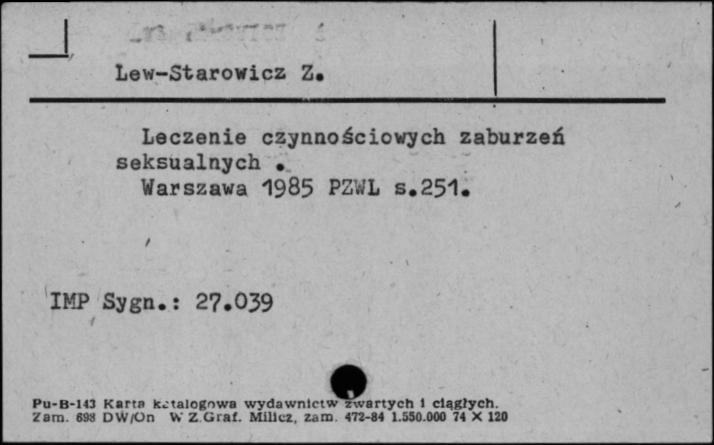 Lew-Starowicz Z.
Leczenie czynnościowych zaburzeń
seksualnych .
Warszawa 1985 PZWL s.251.
IMP Sygn.: 27.039
Pu-B-143 Karta katalogowa wydawnictw zwartych i ciągłych.
Zam. 698 DW/On W Z.Graf. Milicz, zam. 472-84 1.550.000 74 X 120